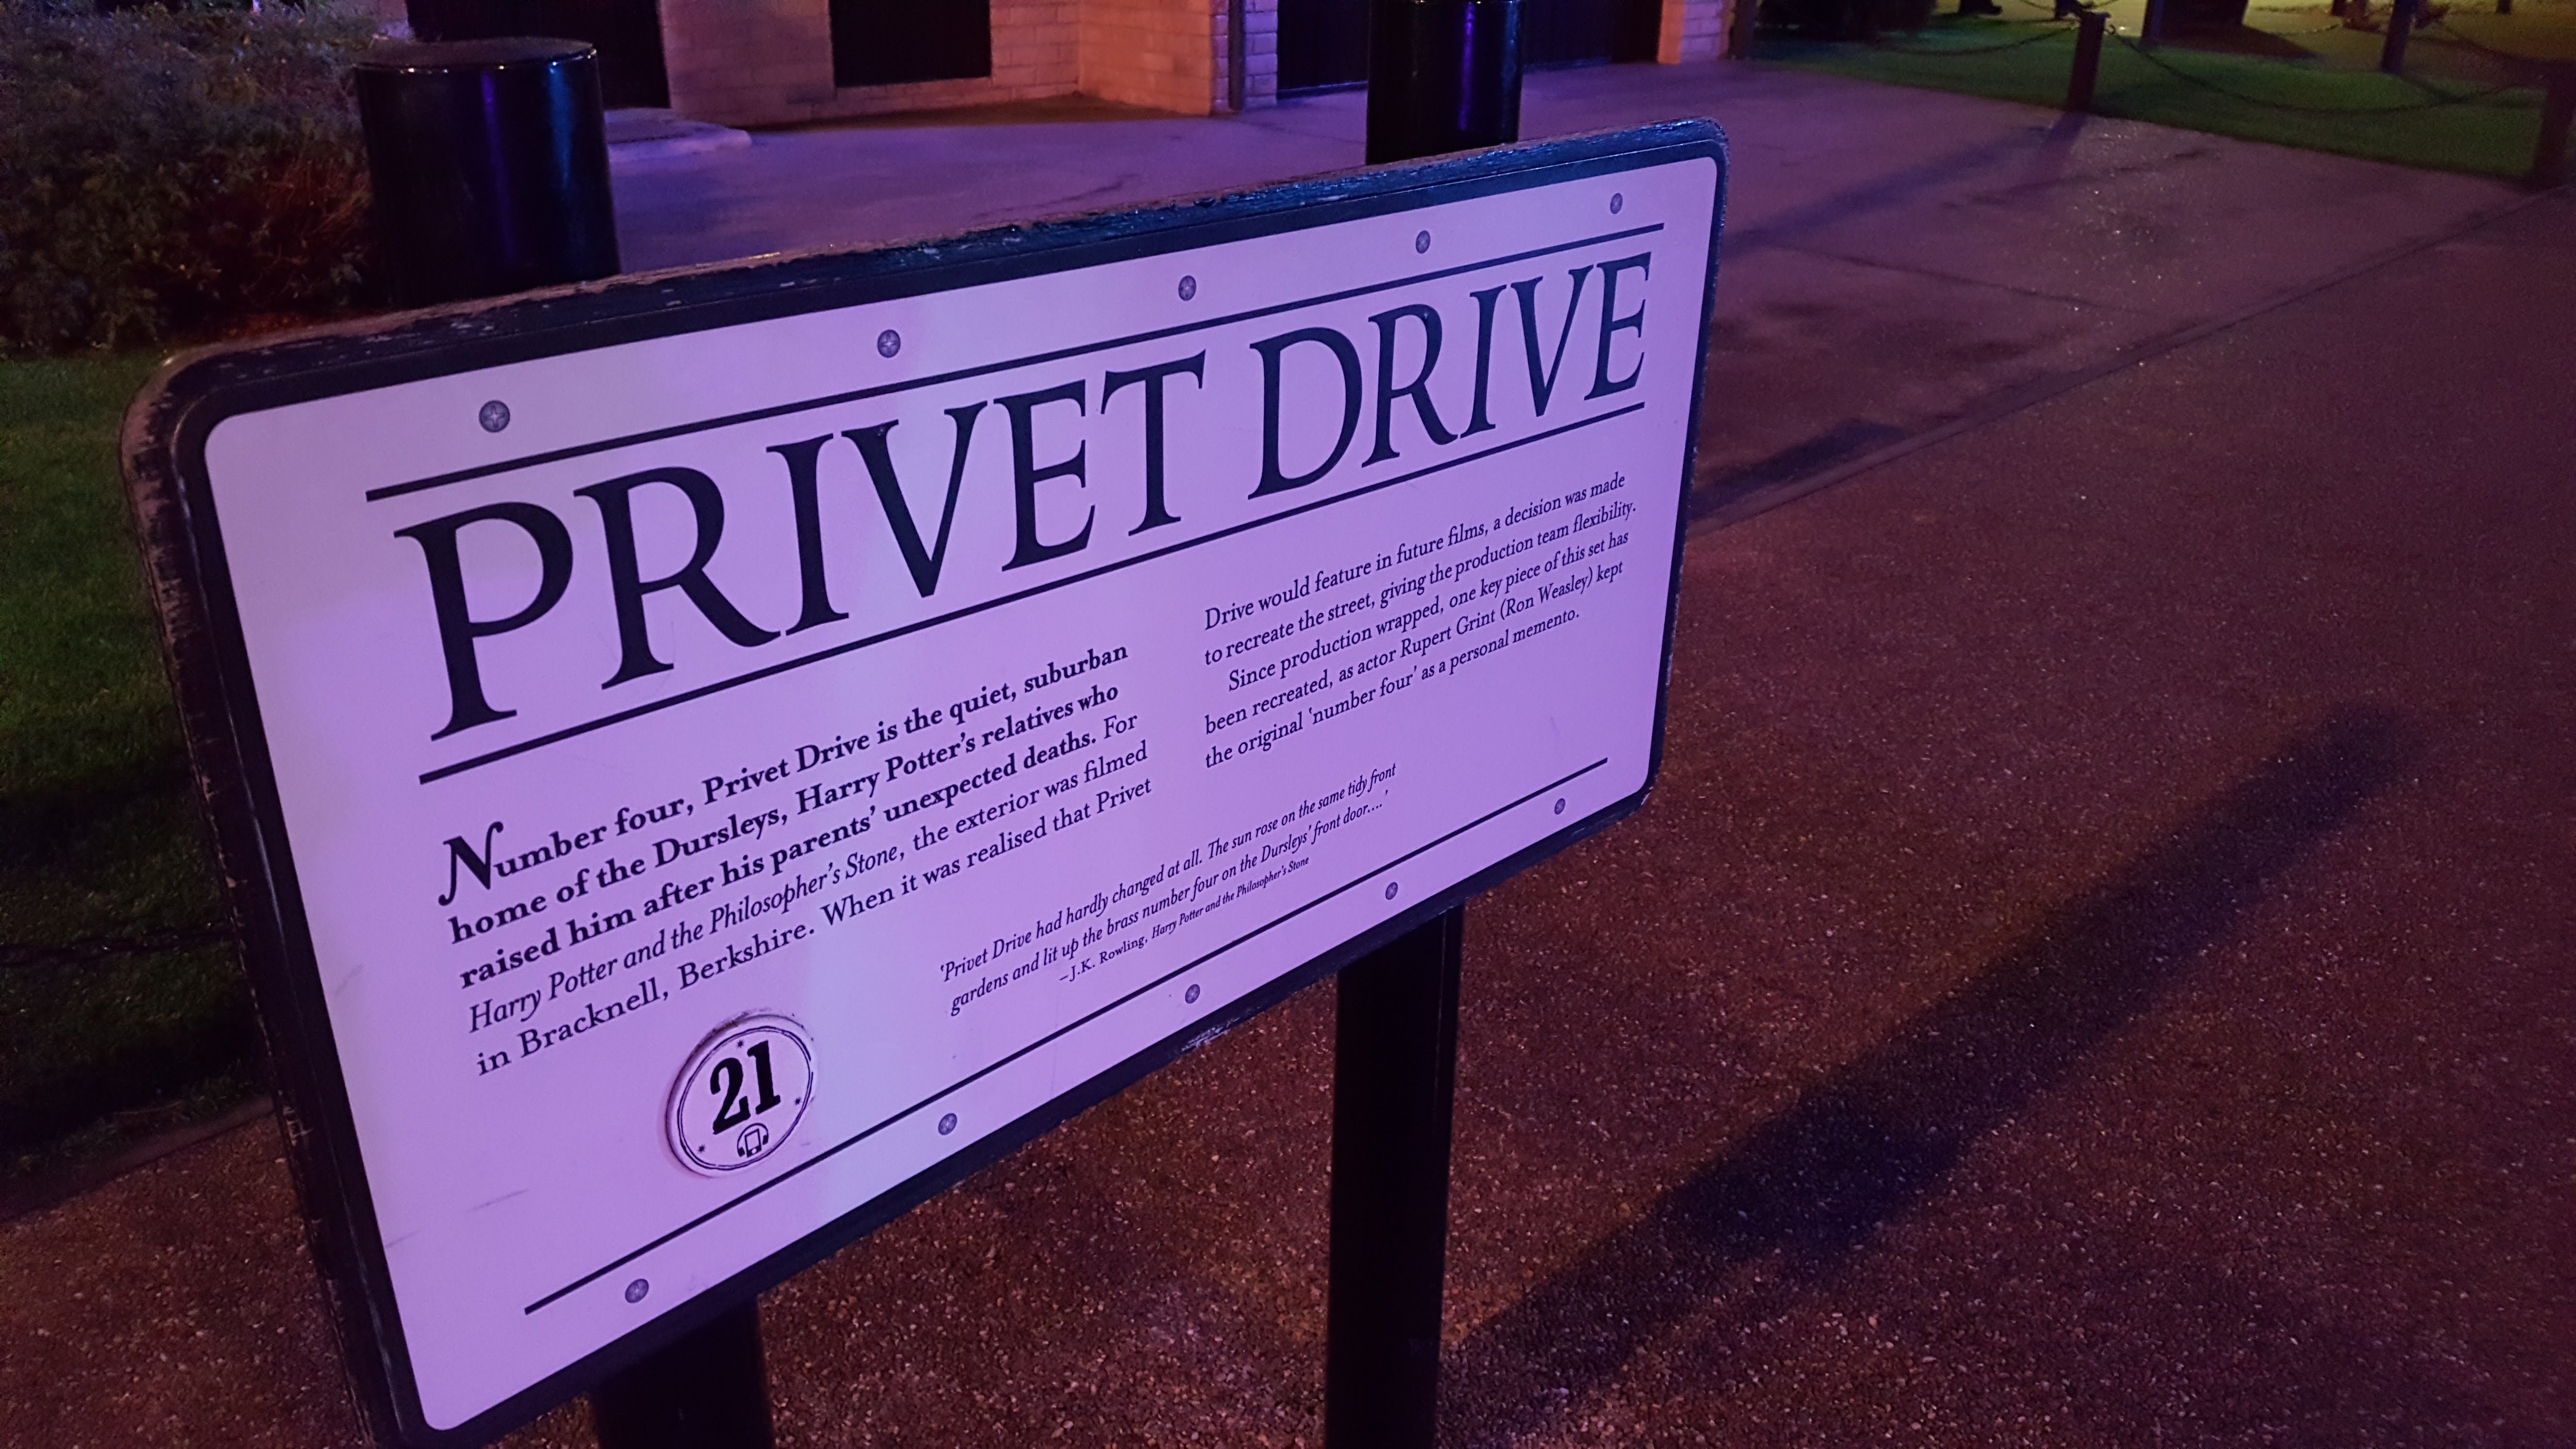 PRIVET DRIVE
Number four, Privet Drive is the quiet, suburban
home of the Dursleys, Harry Potter's relatives who
raised him after his parents' unexpected deaths. For
Harry Potter and the Philosopher's Stone, the exterior was filmed
in Bracknell, Berkshire. When it was realised that Privet
Drive would feature in future films, a decision was made
to recreate the street, giving the production team flexibility.
Since production wrapped, one key piece of this set has
been recreated, as actor Rupert Grint (Ron Weasley) kept
the original 'number four' as a personal memento.
'Privet Drive had hardly changed at all. The sun rose on the same tidy front
gardens and lit up the brass number four on the Dursleys' front door....'
–J.K. Rowling, Harry Potter and the Philosopher's Stone
21